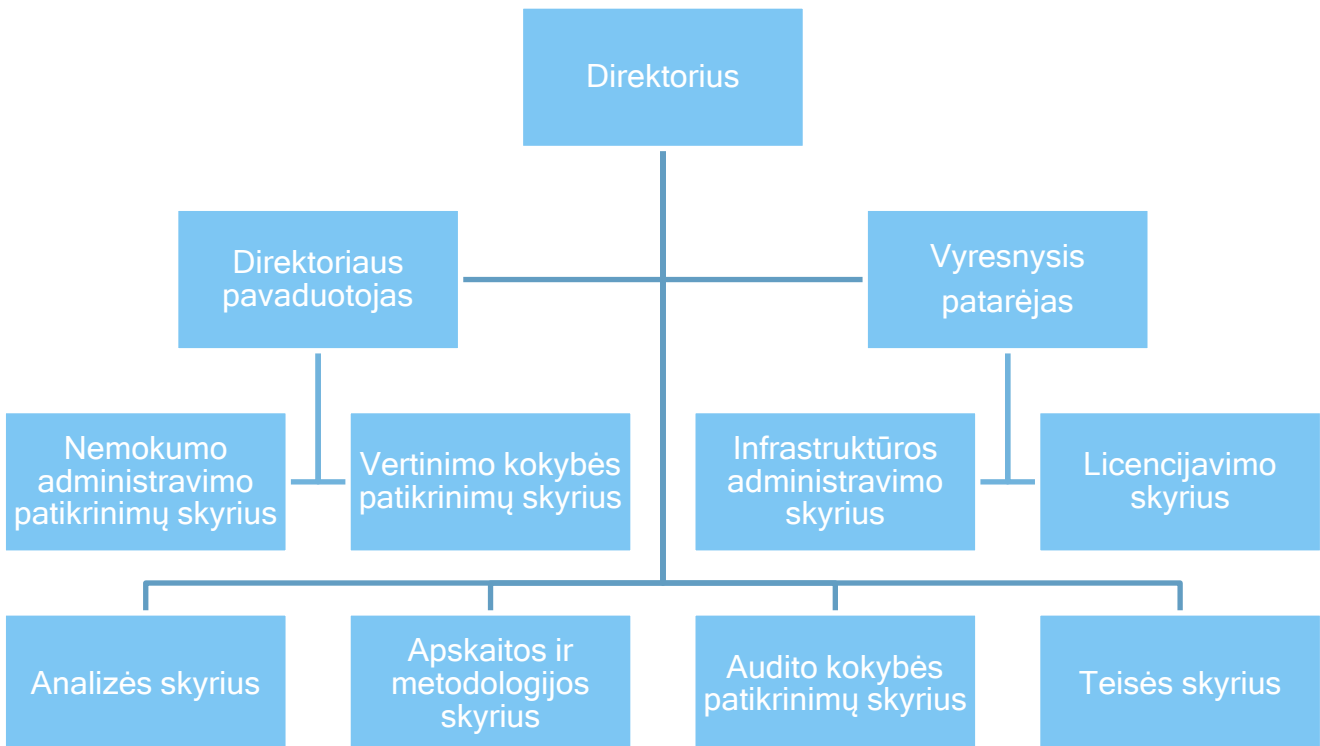 Direktorius
Direktoriaus
pavaduotojas
Vyresnysis
patarėjas
Nemokumo
administravimo
patikrinimų skyrius
Vertinimo kokybės
patikrinimų skyrius
Infrastruktūros
administravimo
skyrius
Licencijavimo
skyrius
Analizės skyrius
Apskaitos ir
metodologijos
skyrius
Audito kokybės
patikrinimų skyrius
Teisės skyrius